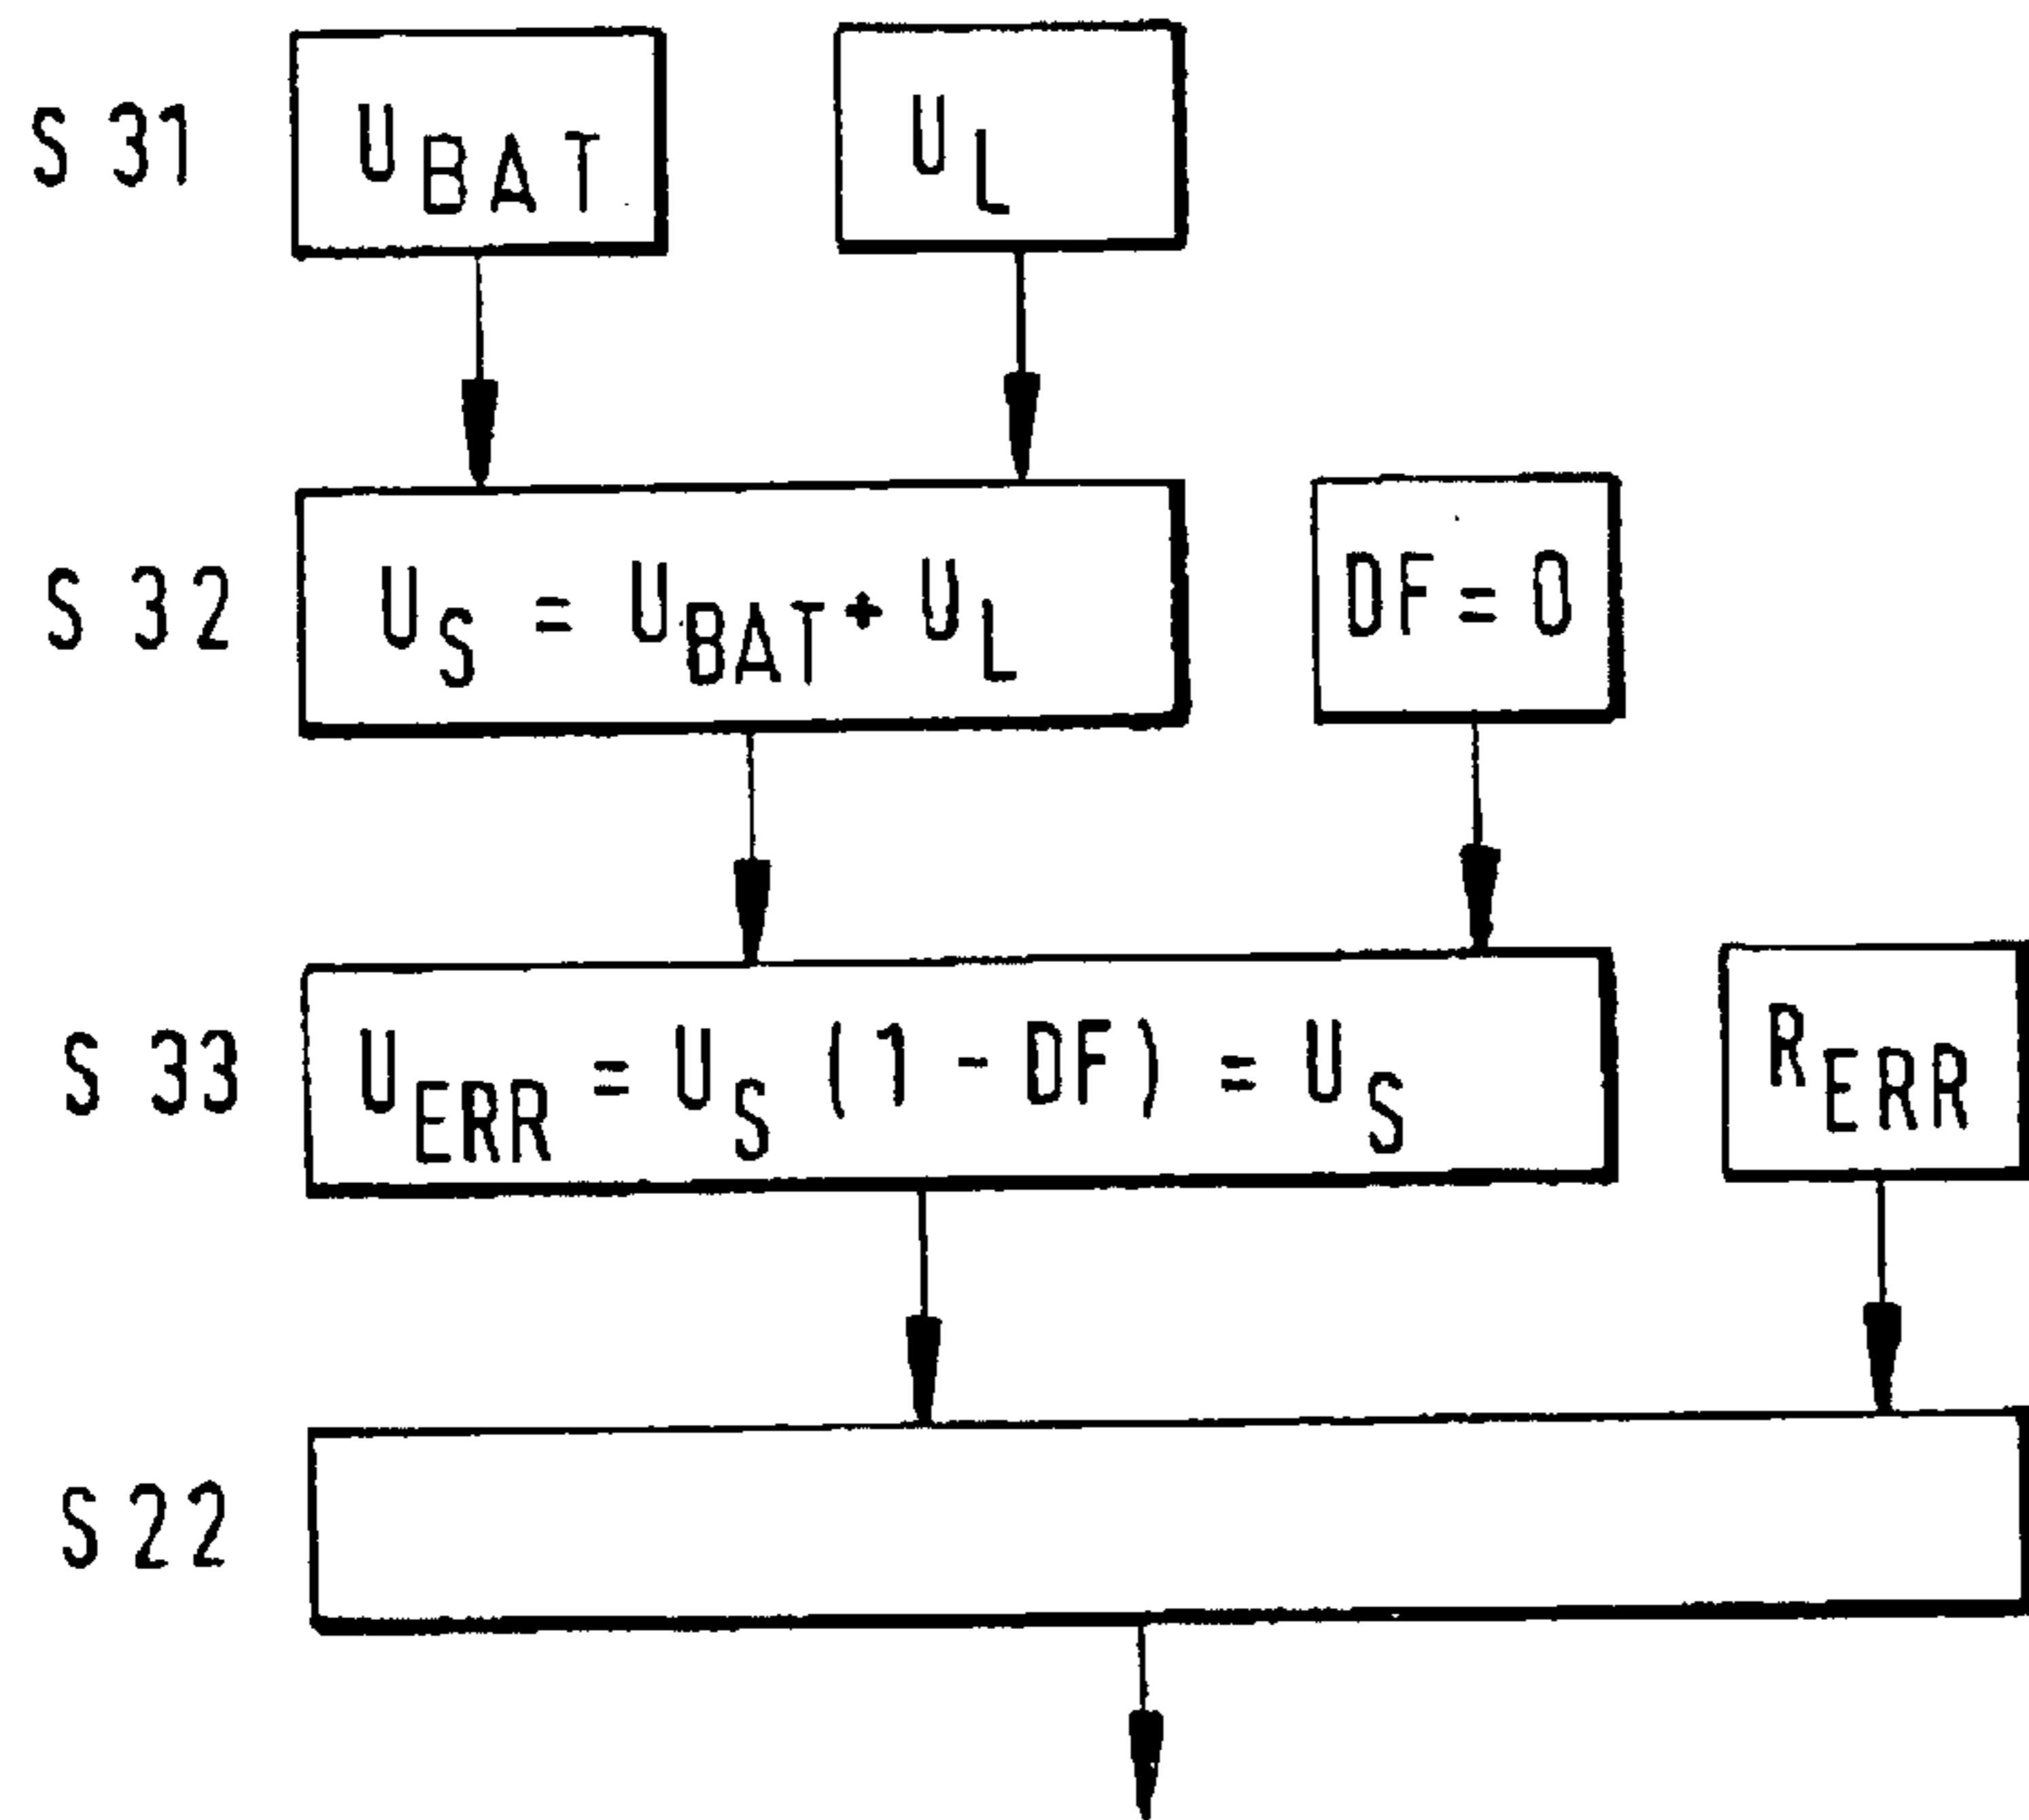 S 31 U_BAT U_L
S 32 U_S = U_BAT + U_L DF = 0
S 33 U_ERR = U_S (1 - DF) = U_S R_ERR
S 22